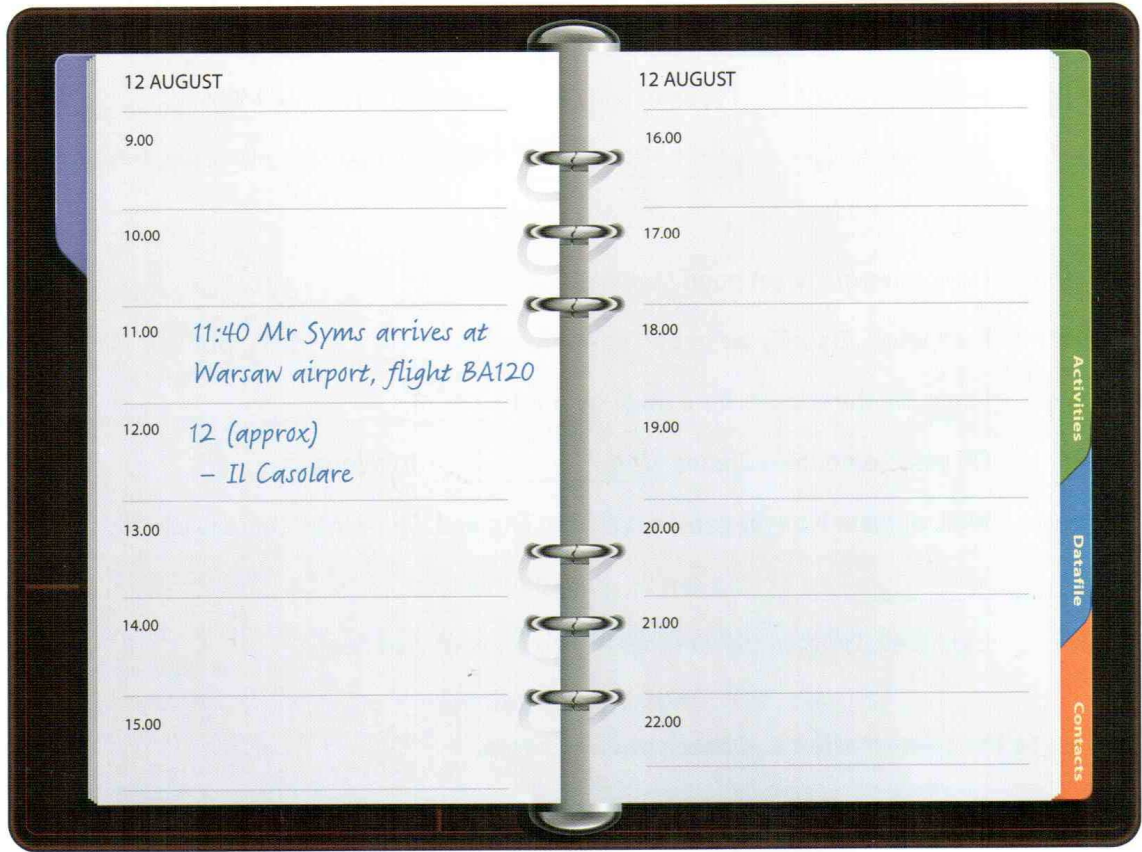 12 AUGUST
9.00
10.00
11.00 11:40 Mr Syms arrives at
Warsaw airport, flight BA120
12.00 12 (approx)
– Il Casolare
13.00
14.00
15.00
12 AUGUST
16.00
17.00
18.00
19.00
20.00
21.00
22.00
Activities
Datafile
Contacts